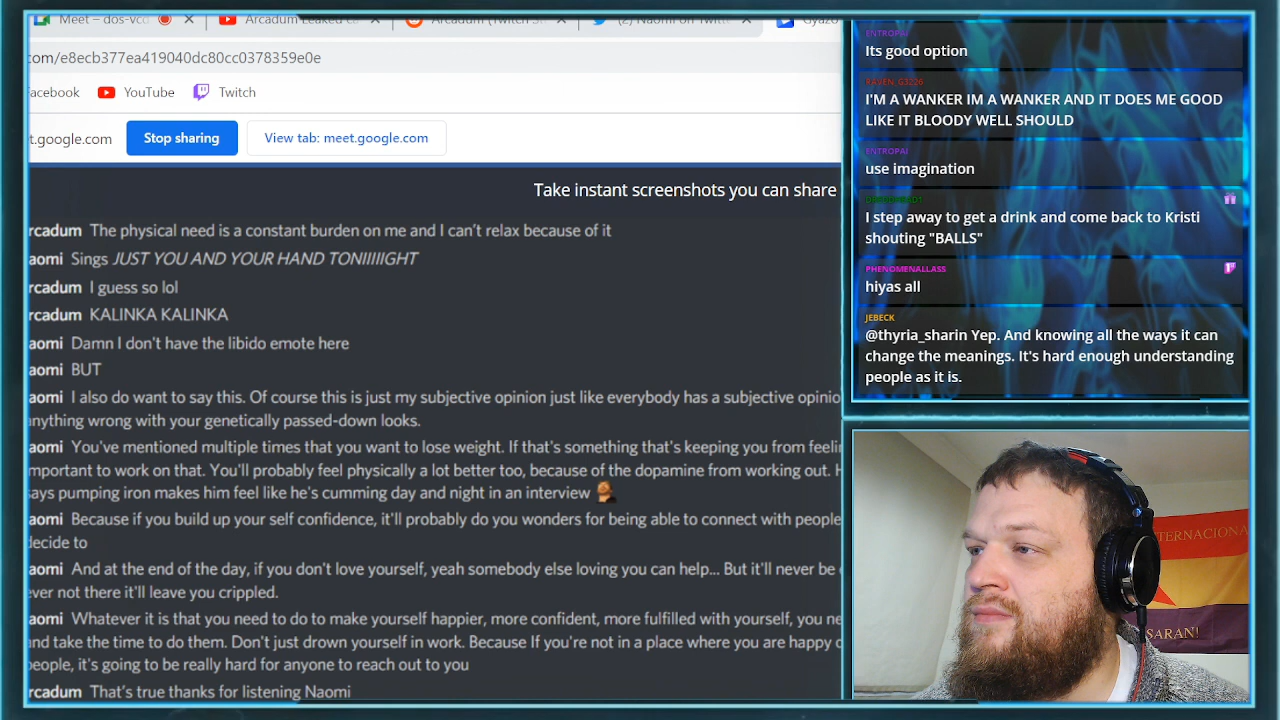 Meet – dos-vcd
Arcadum Leaked ca
Arcadum (Twitch St
(2) Naomi on Twitte
Gyazo
com/e8ecb377ea419040dc80cc0378359e0e
acebook
YouTube
Twitch
t.google.com
Stop sharing
View tab: meet.google.com
Take instant screenshots you can share
rcadum The physical need is a constant burden on me and I can't relax because of it
aomi Sings JUST YOU AND YOUR HAND TONIIIIIGHT
rcadum I guess so lol
rcadum KALINKA KALINKA
aomi Damn I don't have the libido emote here
aomi BUT
aomi I also do want to say this. Of course this is just my subjective opinion just like everybody has a subjective opinio
anything wrong with your genetically passed-down looks.
aomi You've mentioned multiple times that you want to lose weight. If that's something that's keeping you from feelin
mportant to work on that. You'll probably feel physically a lot better too, because of the dopamine from working out. H
says pumping iron makes him feel like he's cumming day and night in an interview
aomi Because if you build up your self confidence, it'll probably do you wonders for being able to connect with people
decide to
aomi And at the end of the day, if you don't love yourself, yeah somebody else loving you can help... But it'll never be
ever not there it'll leave you crippled.
aomi Whatever it is that you need to do to make yourself happier, more confident, more fulfilled with yourself, you ne
and take the time to do them. Don't just drown yourself in work. Because If you're not in a place where you are happy
people, it's going to be really hard for anyone to reach out to you
rcadum That's true thanks for listening Naomi
ENTROPAI
Its good option
RAVEN_G3226
I'M A WANKER IM A WANKER AND IT DOES ME GOOD
LIKE IT BLOODY WELL SHOULD
ENTROPAI
use imagination
I step away to get a drink and come back to Kristi
shouting "BALLS"
PHENOMENALLASS
hiyas all
JEBECK
@thyria_sharin Yep. And knowing all the ways it can
change the meanings. It's hard enough understanding
people as it is.
TERNACIONA
SARAN!